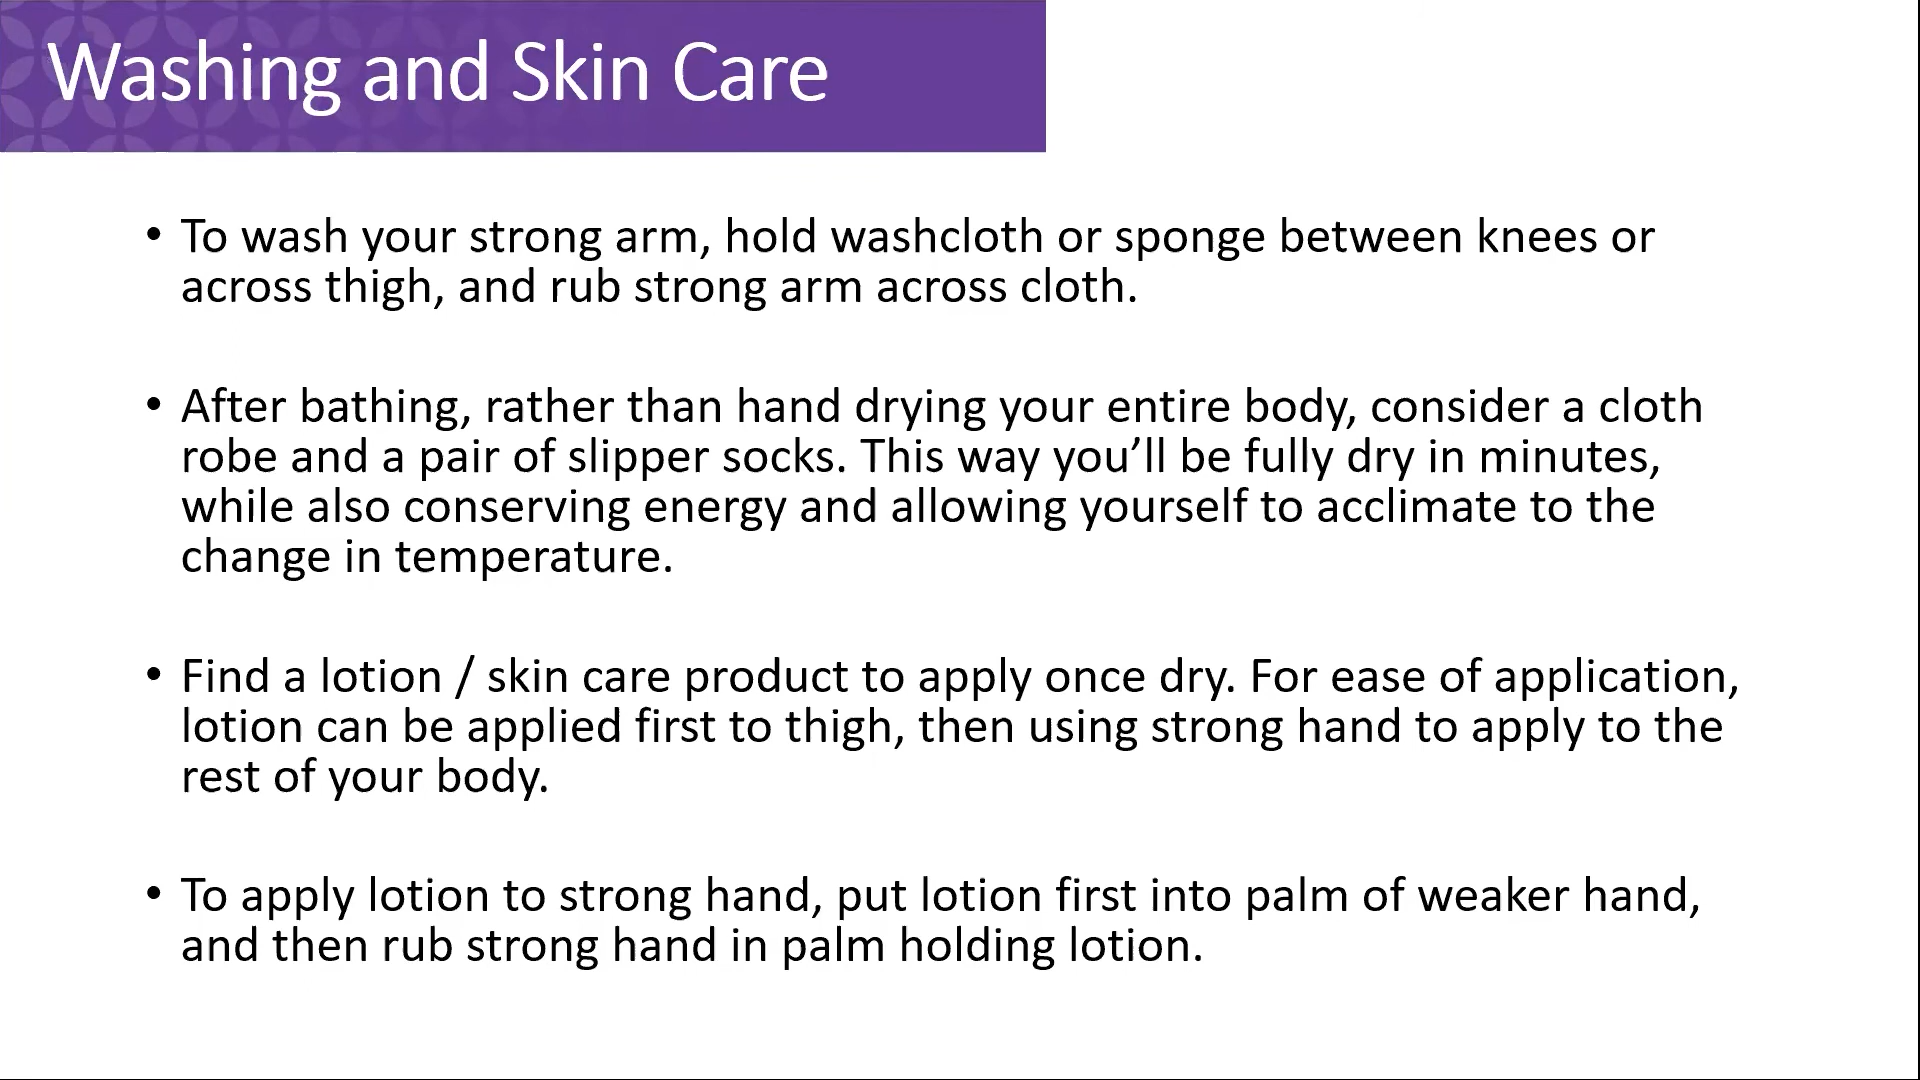 Washing and Skin Care
• To wash your strong arm, hold washcloth or sponge between knees or
across thigh, and rub strong arm across cloth.
• After bathing, rather than hand drying your entire body, consider a cloth
robe and a pair of slipper socks. This way you’ll be fully dry in minutes,
while also conserving energy and allowing yourself to acclimate to the
change in temperature.
• Find a lotion / skin care product to apply once dry. For ease of application,
lotion can be applied first to thigh, then using strong hand to apply to the
rest of your body.
• To apply lotion to strong hand, put lotion first into palm of weaker hand,
and then rub strong hand in palm holding lotion.